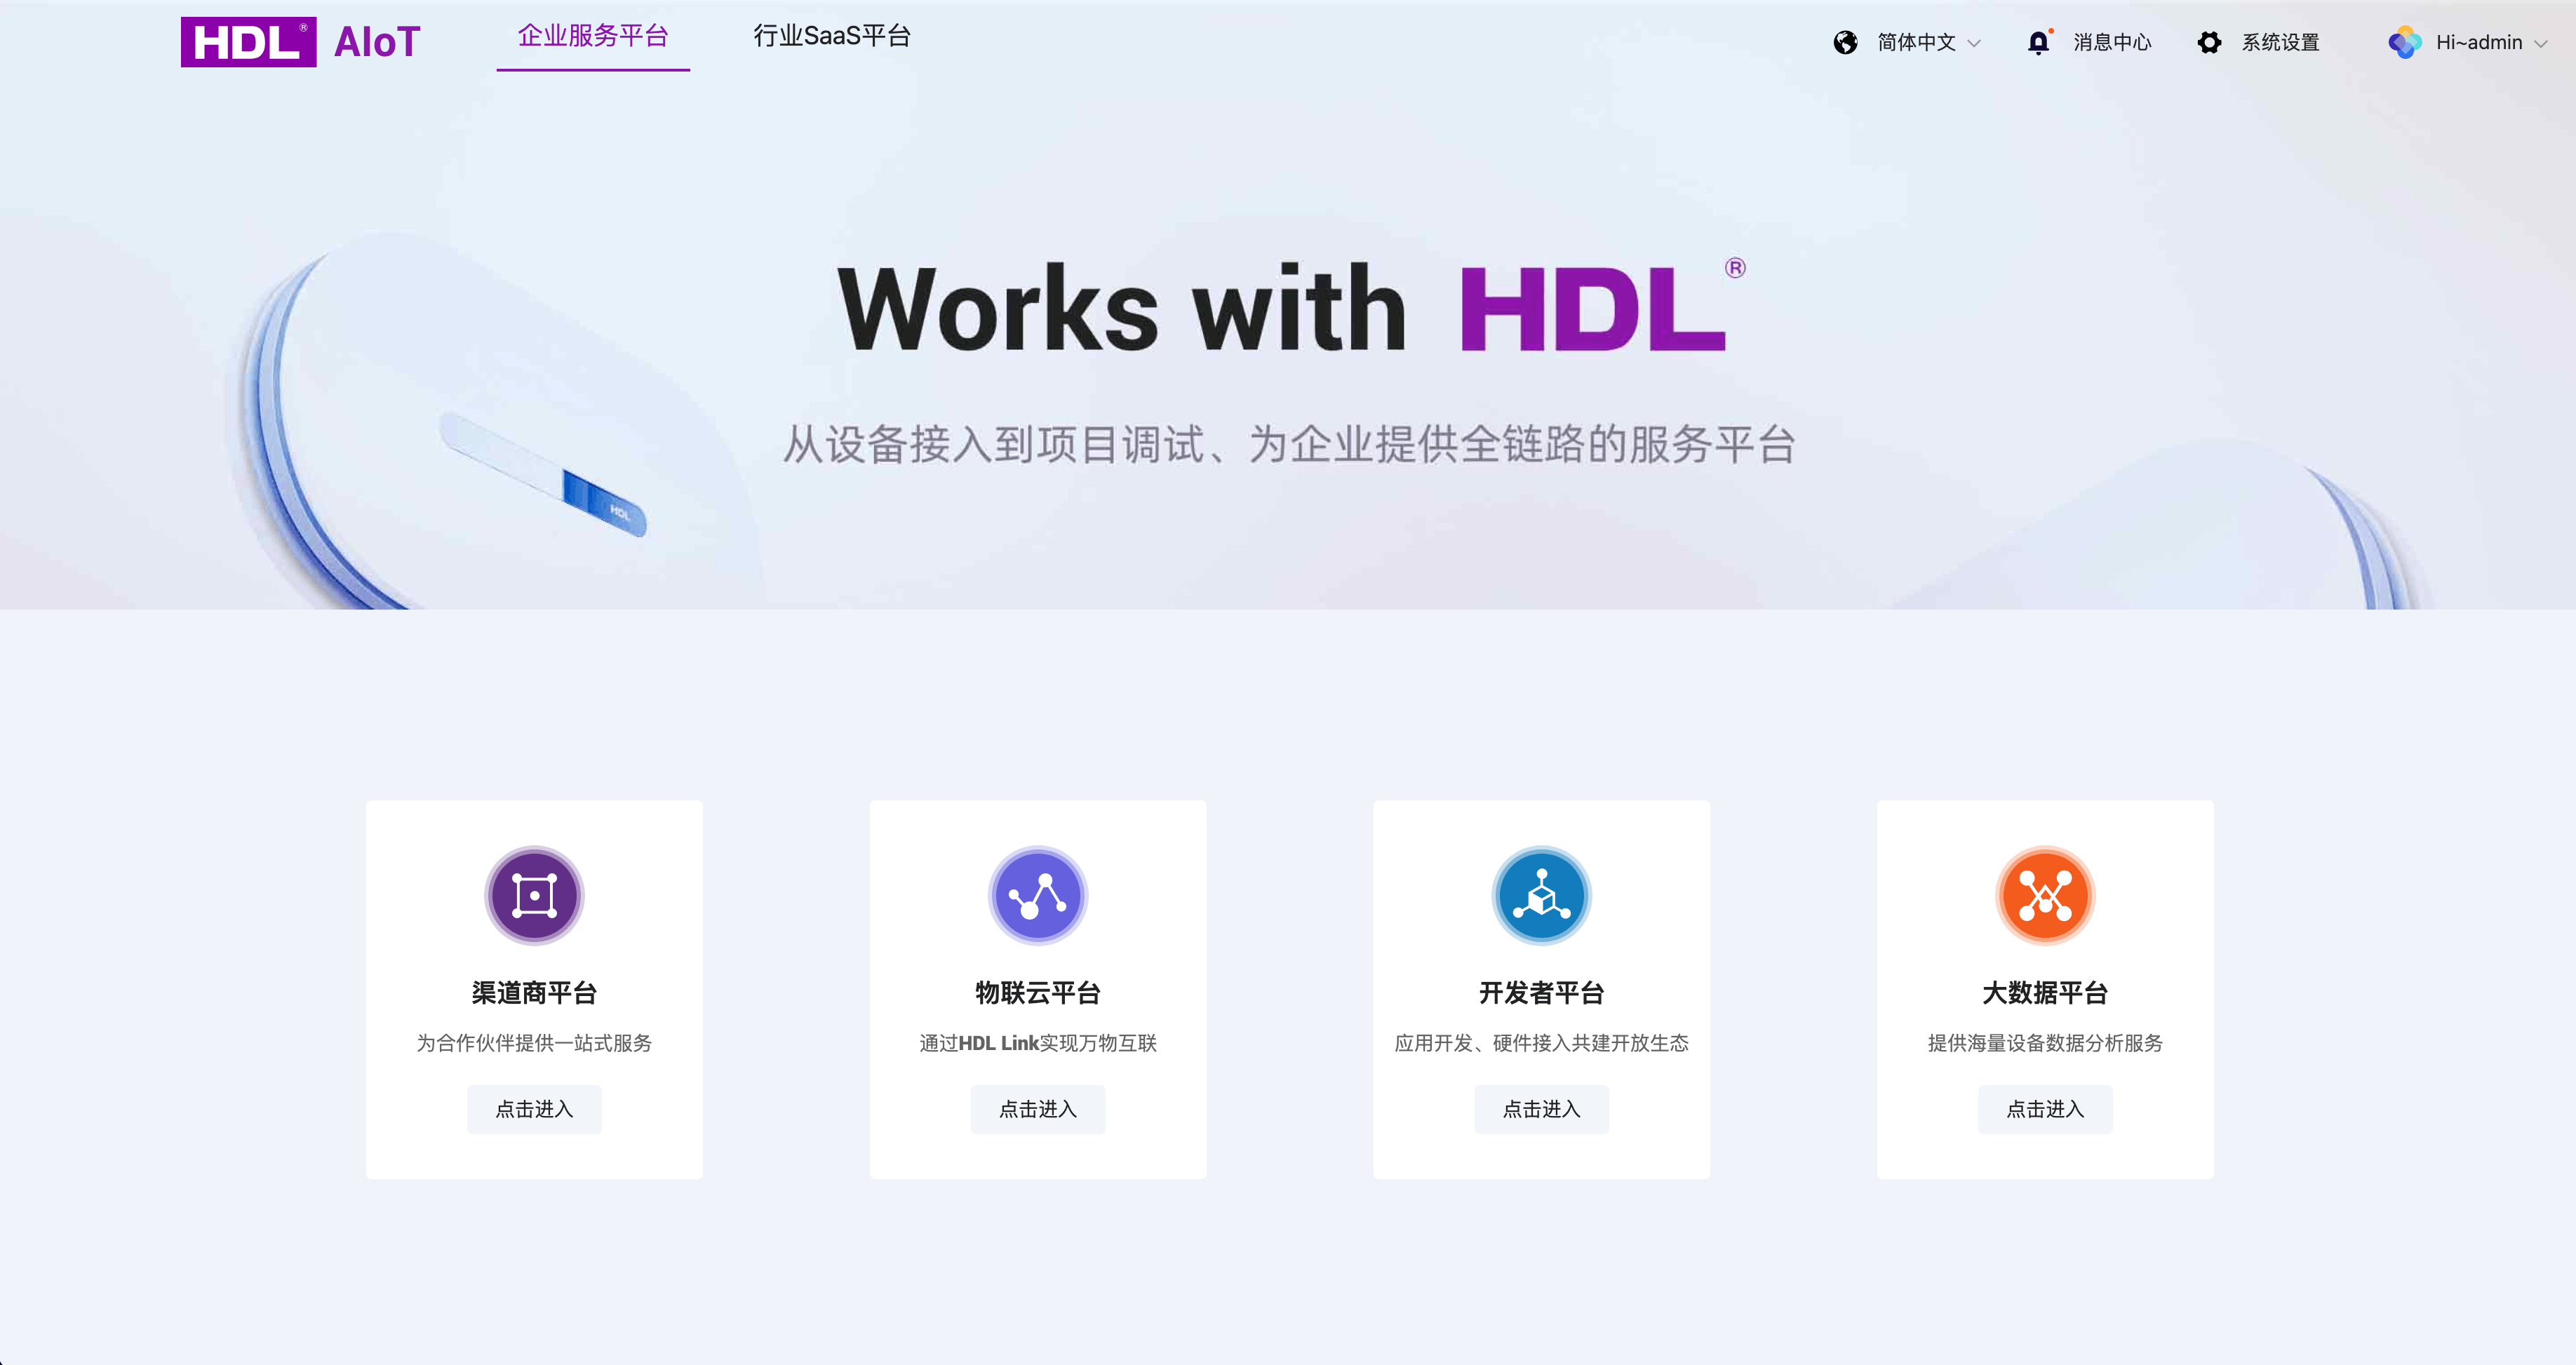 HDL® AIoT 企业服务平台 行业SaaS平台 简体中文 消息中心 系统设置 Hi~admin
Works with HDL®
从设备接入到项目调试、为企业提供全链路的服务平台
HDL
渠道商平台
为合作伙伴提供一站式服务
点击进入
物联云平台
通过HDL Link实现万物互联
点击进入
开发者平台
应用开发、硬件接入共建开放生态
点击进入
大数据平台
提供海量设备数据分析服务
点击进入